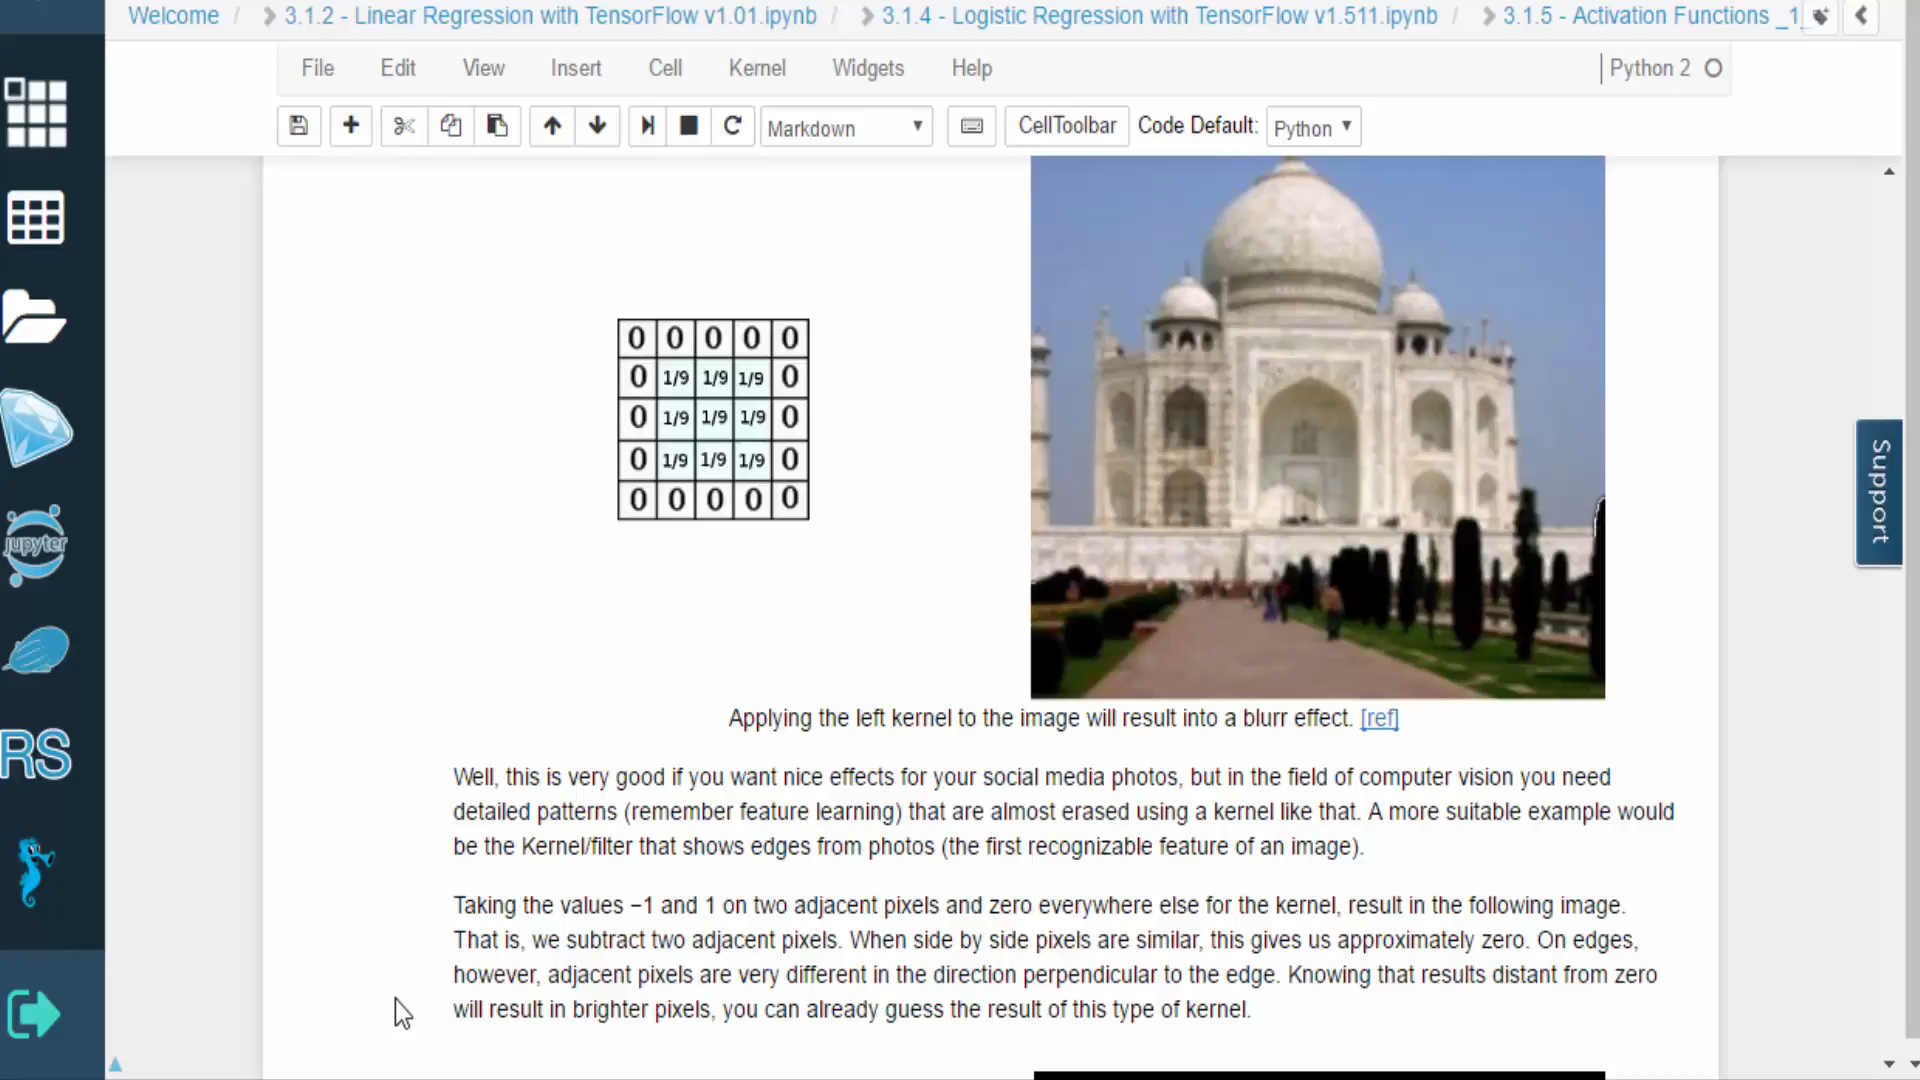 Welcome / 3.1.2 - Linear Regression with TensorFlow v1.01.ipynb / 3.1.4 - Logistic Regression with TensorFlow v1.511.ipynb / 3.1.5 - Activation Functions _1_
File Edit View Insert Cell Kernel Widgets Help Python 2
Markdown CellToolbar Code Default: Python
0 0 0 0 0
0 1/9 1/9 1/9 0
0 1/9 1/9 1/9 0
0 1/9 1/9 1/9 0
0 0 0 0 0
Applying the left kernel to the image will result into a blurr effect. [ref]
Well, this is very good if you want nice effects for your social media photos, but in the field of computer vision you need
detailed patterns (remember feature learning) that are almost erased using a kernel like that. A more suitable example would
be the Kernel/filter that shows edges from photos (the first recognizable feature of an image).
Taking the values −1 and 1 on two adjacent pixels and zero everywhere else for the kernel, result in the following image.
That is, we subtract two adjacent pixels. When side by side pixels are similar, this gives us approximately zero. On edges,
however, adjacent pixels are very different in the direction perpendicular to the edge. Knowing that results distant from zero
will result in brighter pixels, you can already guess the result of this type of kernel.
jupyter
RS
Support